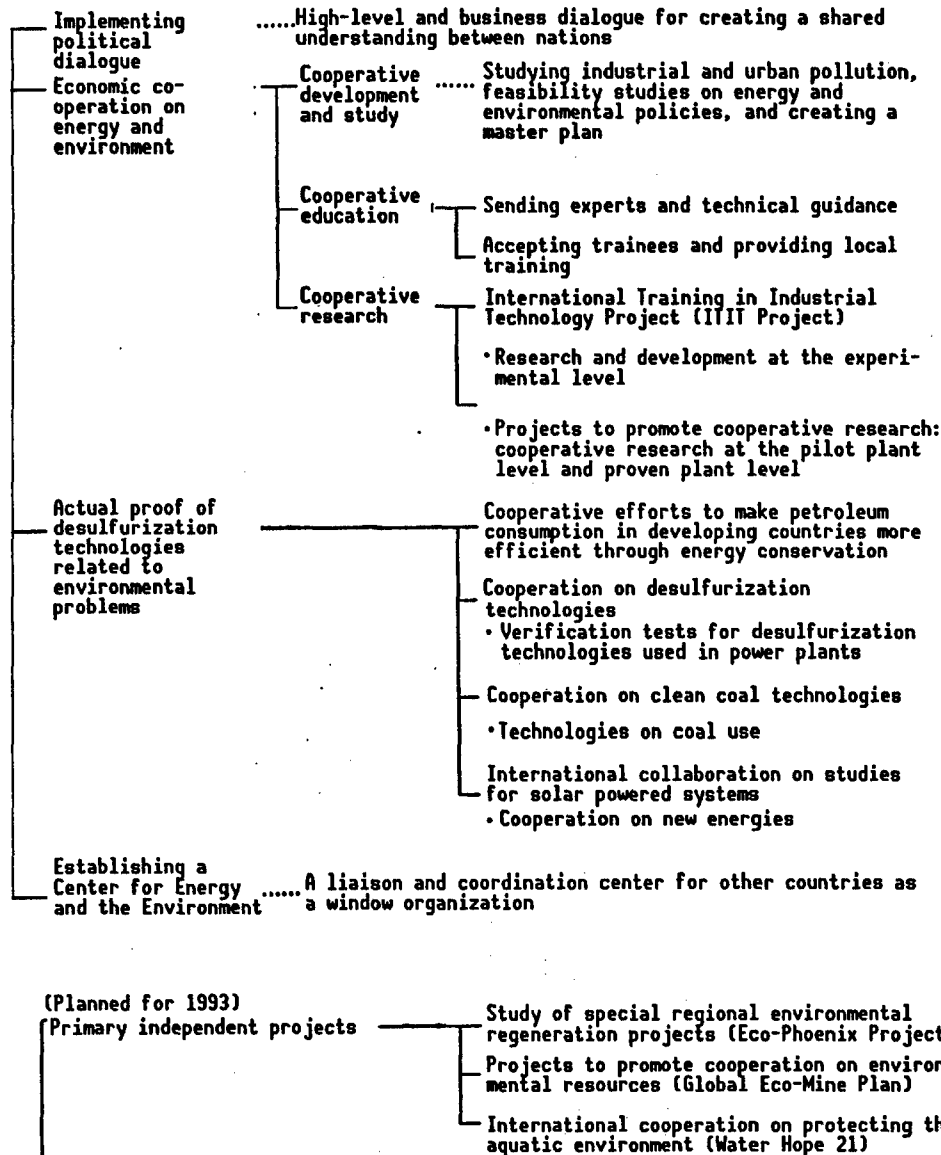 Implementing
political
dialogue
......High-level and business dialogue for creating a shared
understanding between nations
Economic co-
operation on
energy and
environment
Cooperative
development
and study
...... Studying industrial and urban pollution,
feasibility studies on energy and
environmental policies, and creating a
master plan
Cooperative
education
Sending experts and technical guidance
Accepting trainees and providing local
training
Cooperative
research
International Training in Industrial
Technology Project (ITIT Project)
•Research and development at the experi-
mental level
•Projects to promote cooperative research:
cooperative research at the pilot plant
level and proven plant level
Actual proof of
desulfurization
technologies
related to
environmental
problems
Cooperative efforts to make petroleum
consumption in developing countries more
efficient through energy conservation
Cooperation on desulfurization
technologies
• Verification tests for desulfurization
technologies used in power plants
Cooperation on clean coal technologies
•Technologies on coal use
International collaboration on studies
for solar powered systems
• Cooperation on new energies
Establishing a
Center for Energy
and the Environment
...... A liaison and coordination center for other countries as
a window organization
(Planned for 1993)
Primary independent projects
Study of special regional environmental
regeneration projects (Eco-Phoenix Project
Projects to promote cooperation on environ
mental resources (Global Eco-Mine Plan)
International cooperation on protecting th
aquatic environment (Water Hope 21)